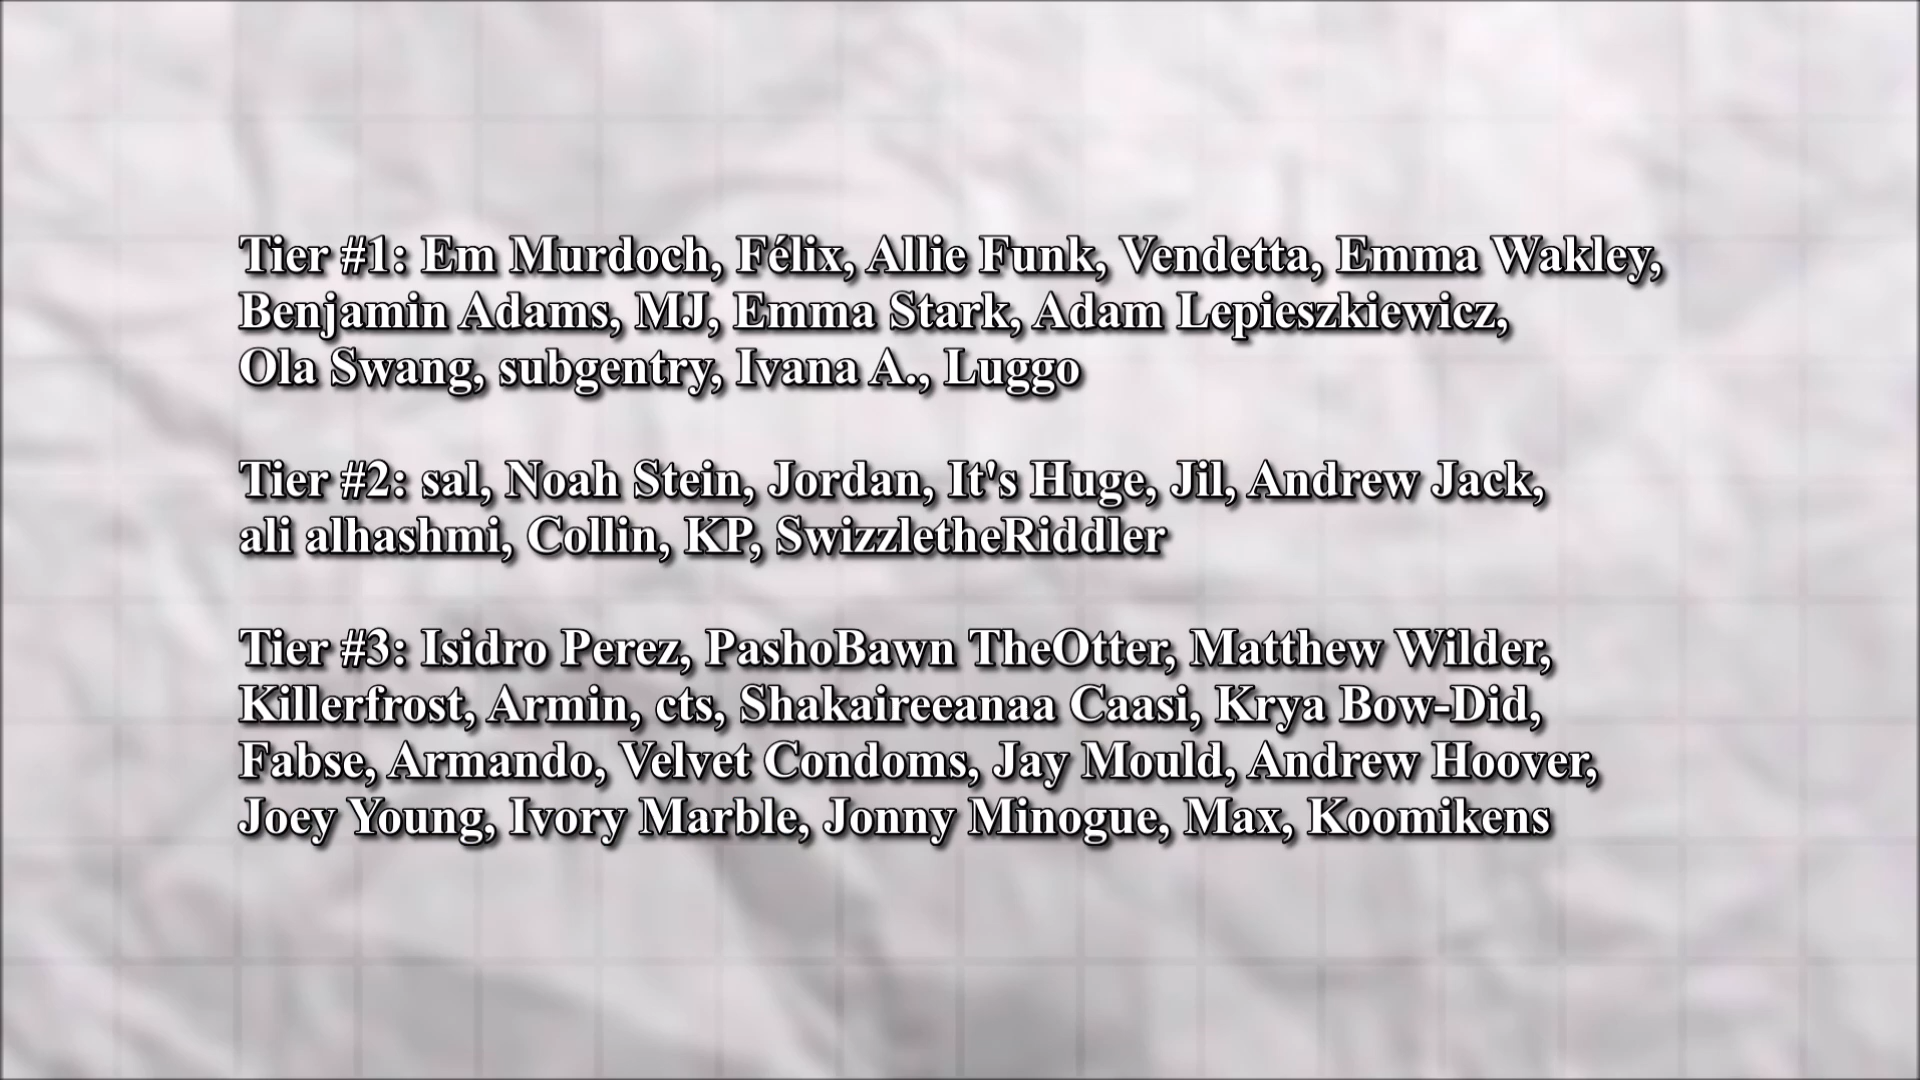 Tier #1: Em Murdoch, Félix, Allie Funk, Vendetta, Emma Wakley,
Benjamin Adams, MJ, Emma Stark, Adam Lepieszkiewicz,
Ola Swang, subgentry, Ivana A., Luggo
Tier #2: sal, Noah Stein, Jordan, It's Huge, Jil, Andrew Jack,
ali alhashmi, Collin, KP, SwizzletheRiddler
Tier #3: Isidro Perez, PashoBawn TheOtter, Matthew Wilder,
Killerfrost, Armin, cts, Shakaireeanaa Caasi, Krya Bow-Did,
Fabse, Armando, Velvet Condoms, Jay Mould, Andrew Hoover,
Joey Young, Ivory Marble, Jonny Minogue, Max, Koomikens